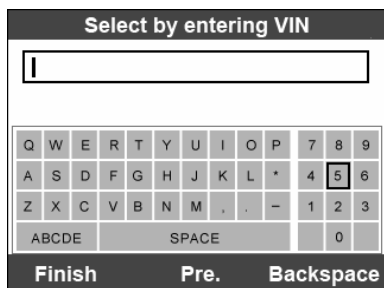 Select by entering VIN
Q W E R T Y U I O P 7 8 9
A S D F G H J K L * 4 5 6
Z X C V B N M , . - 1 2 3
ABCDE SPACE 0
Finish Pre. Backspace